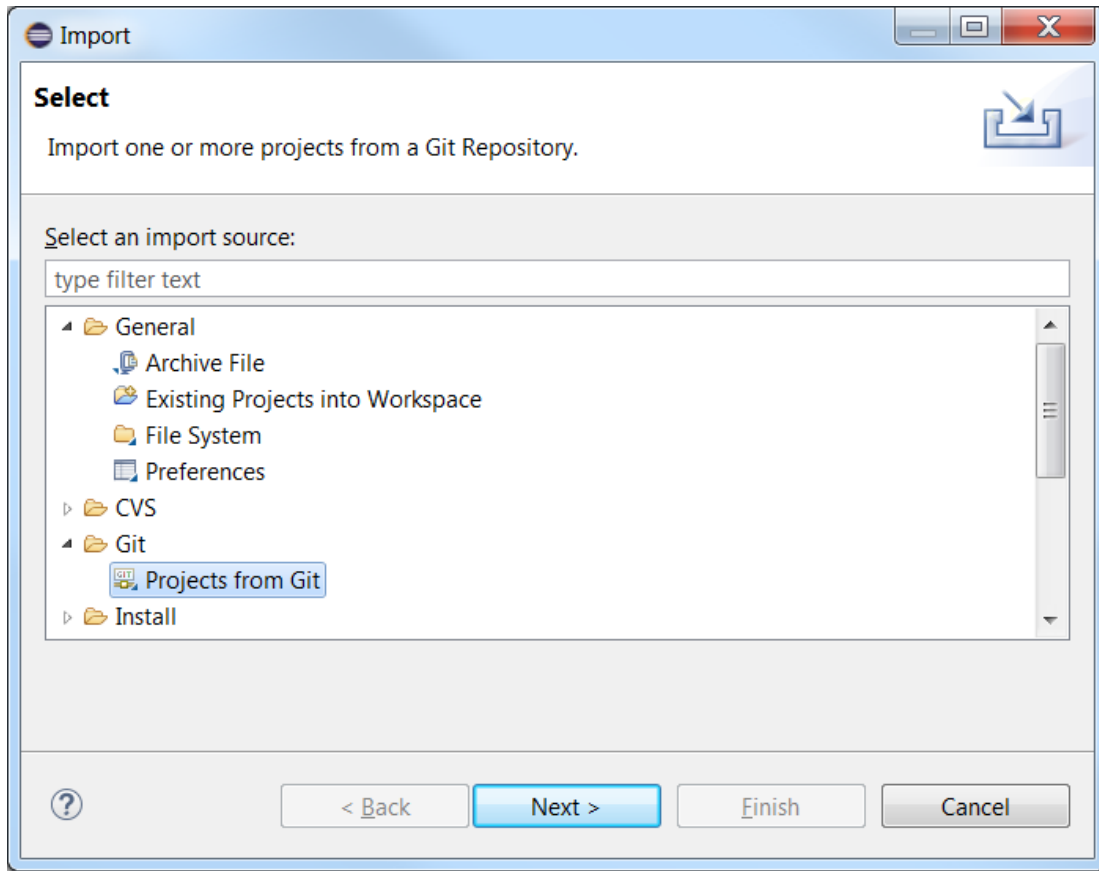 Import
Select
Import one or more projects from a Git Repository.
Select an import source:
type filter text
General
Archive File
Existing Projects into Workspace
File System
Preferences
CVS
Git
GIT Projects from Git
Install
? < Back Next > Finish Cancel